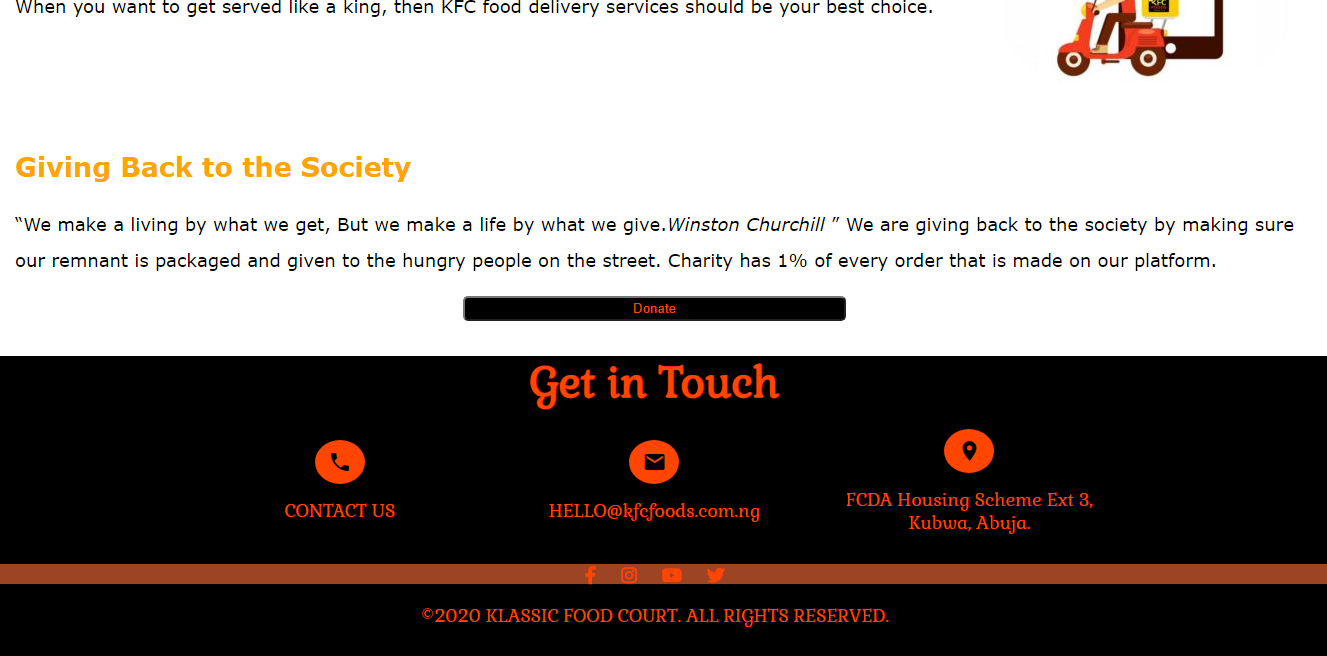 When you want to get served like a king, then KFC food delivery services should be your best choice.
KFC
Giving Back to the Society
“We make a living by what we get, But we make a life by what we give.Winston Churchill ” We are giving back to the society by making sure
our remnant is packaged and given to the hungry people on the street. Charity has 1% of every order that is made on our platform.
Donate
Get in Touch
CONTACT US
HELLO@kfcfoods.com.ng
FCDA Housing Scheme Ext 3,
Kubwa, Abuja.
©2020 KLASSIC FOOD COURT. ALL RIGHTS RESERVED.